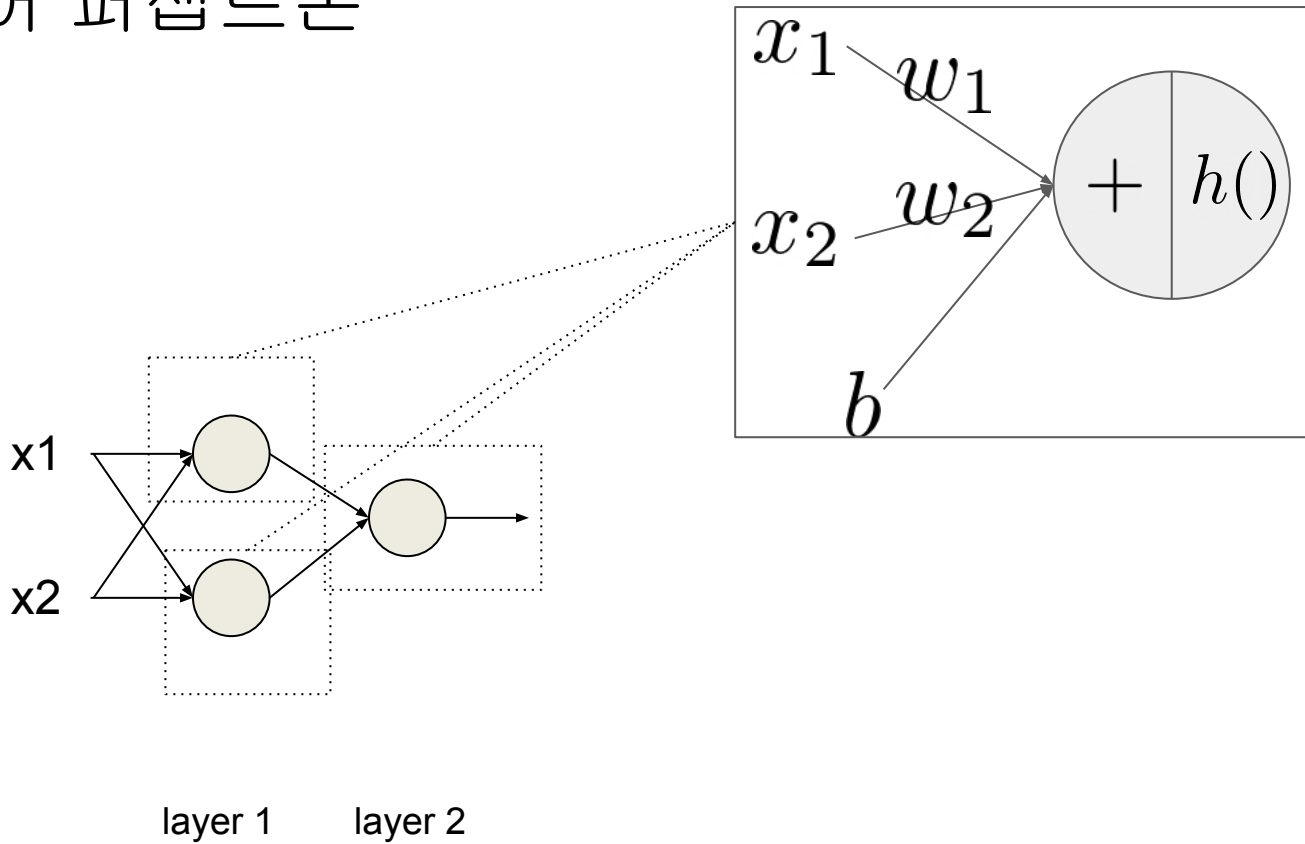 퍼셉트론
x₁
w₁
w₂
x₂
b
+ h()
x1
x2
layer 1 layer 2